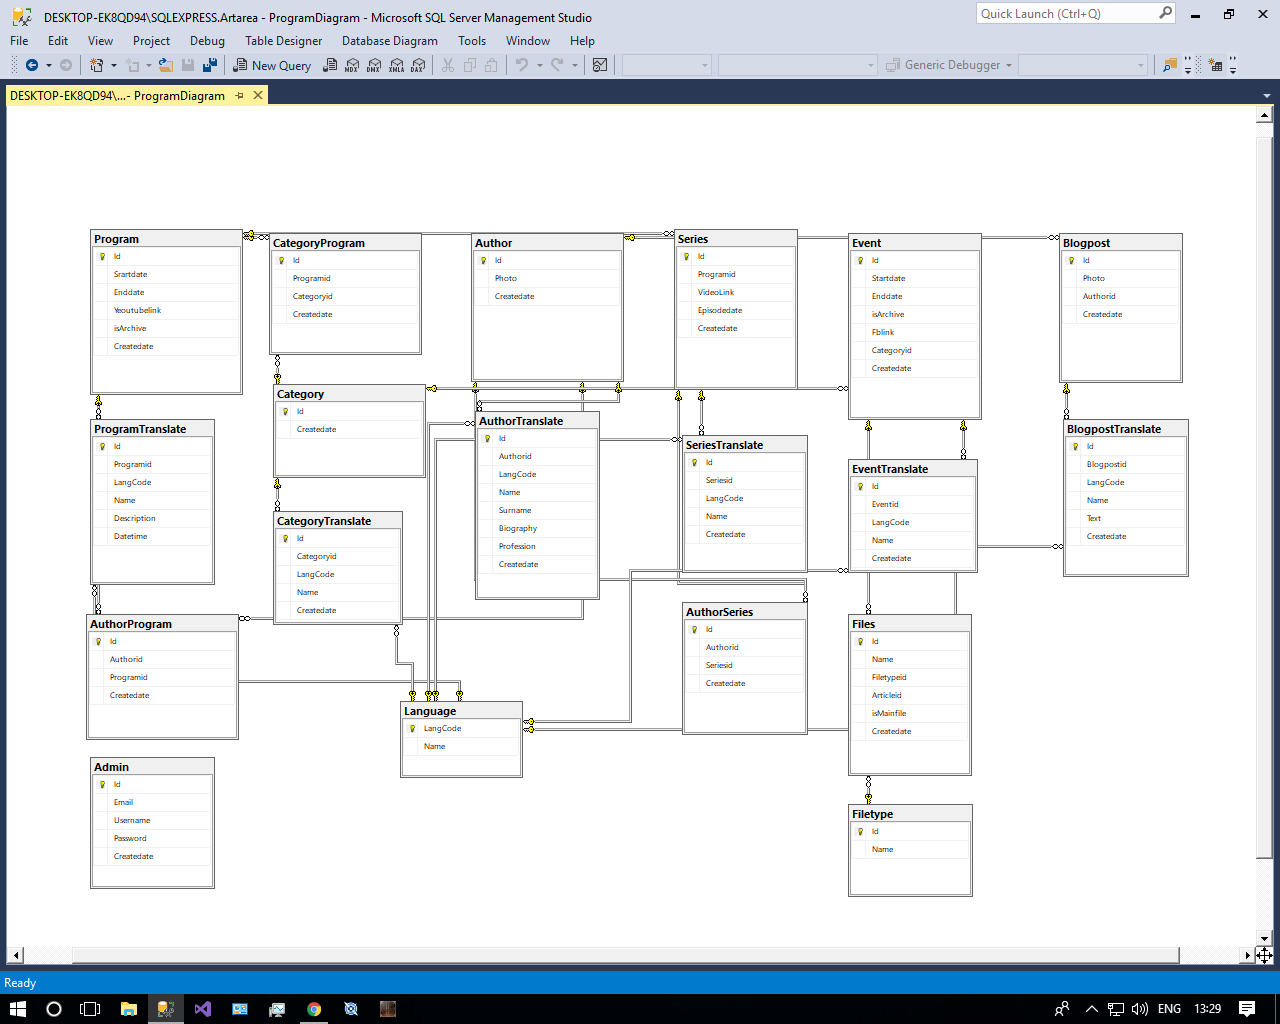 DESKTOP-EK8QD94\SQLEXPRESS.Artarea - ProgramDiagram - Microsoft SQL Server Management Studio
Quick Launch (Ctrl+Q)
File Edit View Project Debug Table Designer Database Diagram Tools Window Help
New Query
MDX DMX XMLA DAX
Generic Debugger
DESKTOP-EK8QD94\...- ProgramDiagram
Program
Id
Srartdate
Enddate
Yeoutubelink
isArchive
Createdate
CategoryProgram
Id
Programid
Categoryid
Createdate
Author
Id
Photo
Createdate
Series
Id
Programid
VideoLink
Episodedate
Createdate
Event
Id
Startdate
Enddate
isArchive
Fblink
Categoryid
Createdate
Blogpost
Id
Photo
Authorid
Createdate
Category
Id
Createdate
ProgramTranslate
Id
Programid
LangCode
Name
Description
Datetime
AuthorTranslate
Id
Authorid
LangCode
Name
Surname
Biography
Profession
Createdate
SeriesTranslate
Id
Seriesid
LangCode
Name
Createdate
EventTranslate
Id
Eventid
LangCode
Name
Createdate
BlogpostTranslate
Id
Blogpostid
LangCode
Name
Text
Createdate
CategoryTranslate
Id
Categoryid
LangCode
Name
Createdate
AuthorProgram
Id
Authorid
Programid
Createdate
AuthorSeries
Id
Authorid
Seriesid
Createdate
Files
Id
Name
Filetypeid
Articleid
isMainfile
Createdate
Language
LangCode
Name
Admin
Id
Email
Username
Password
Createdate
Filetype
Id
Name
Ready
ENG 13:29